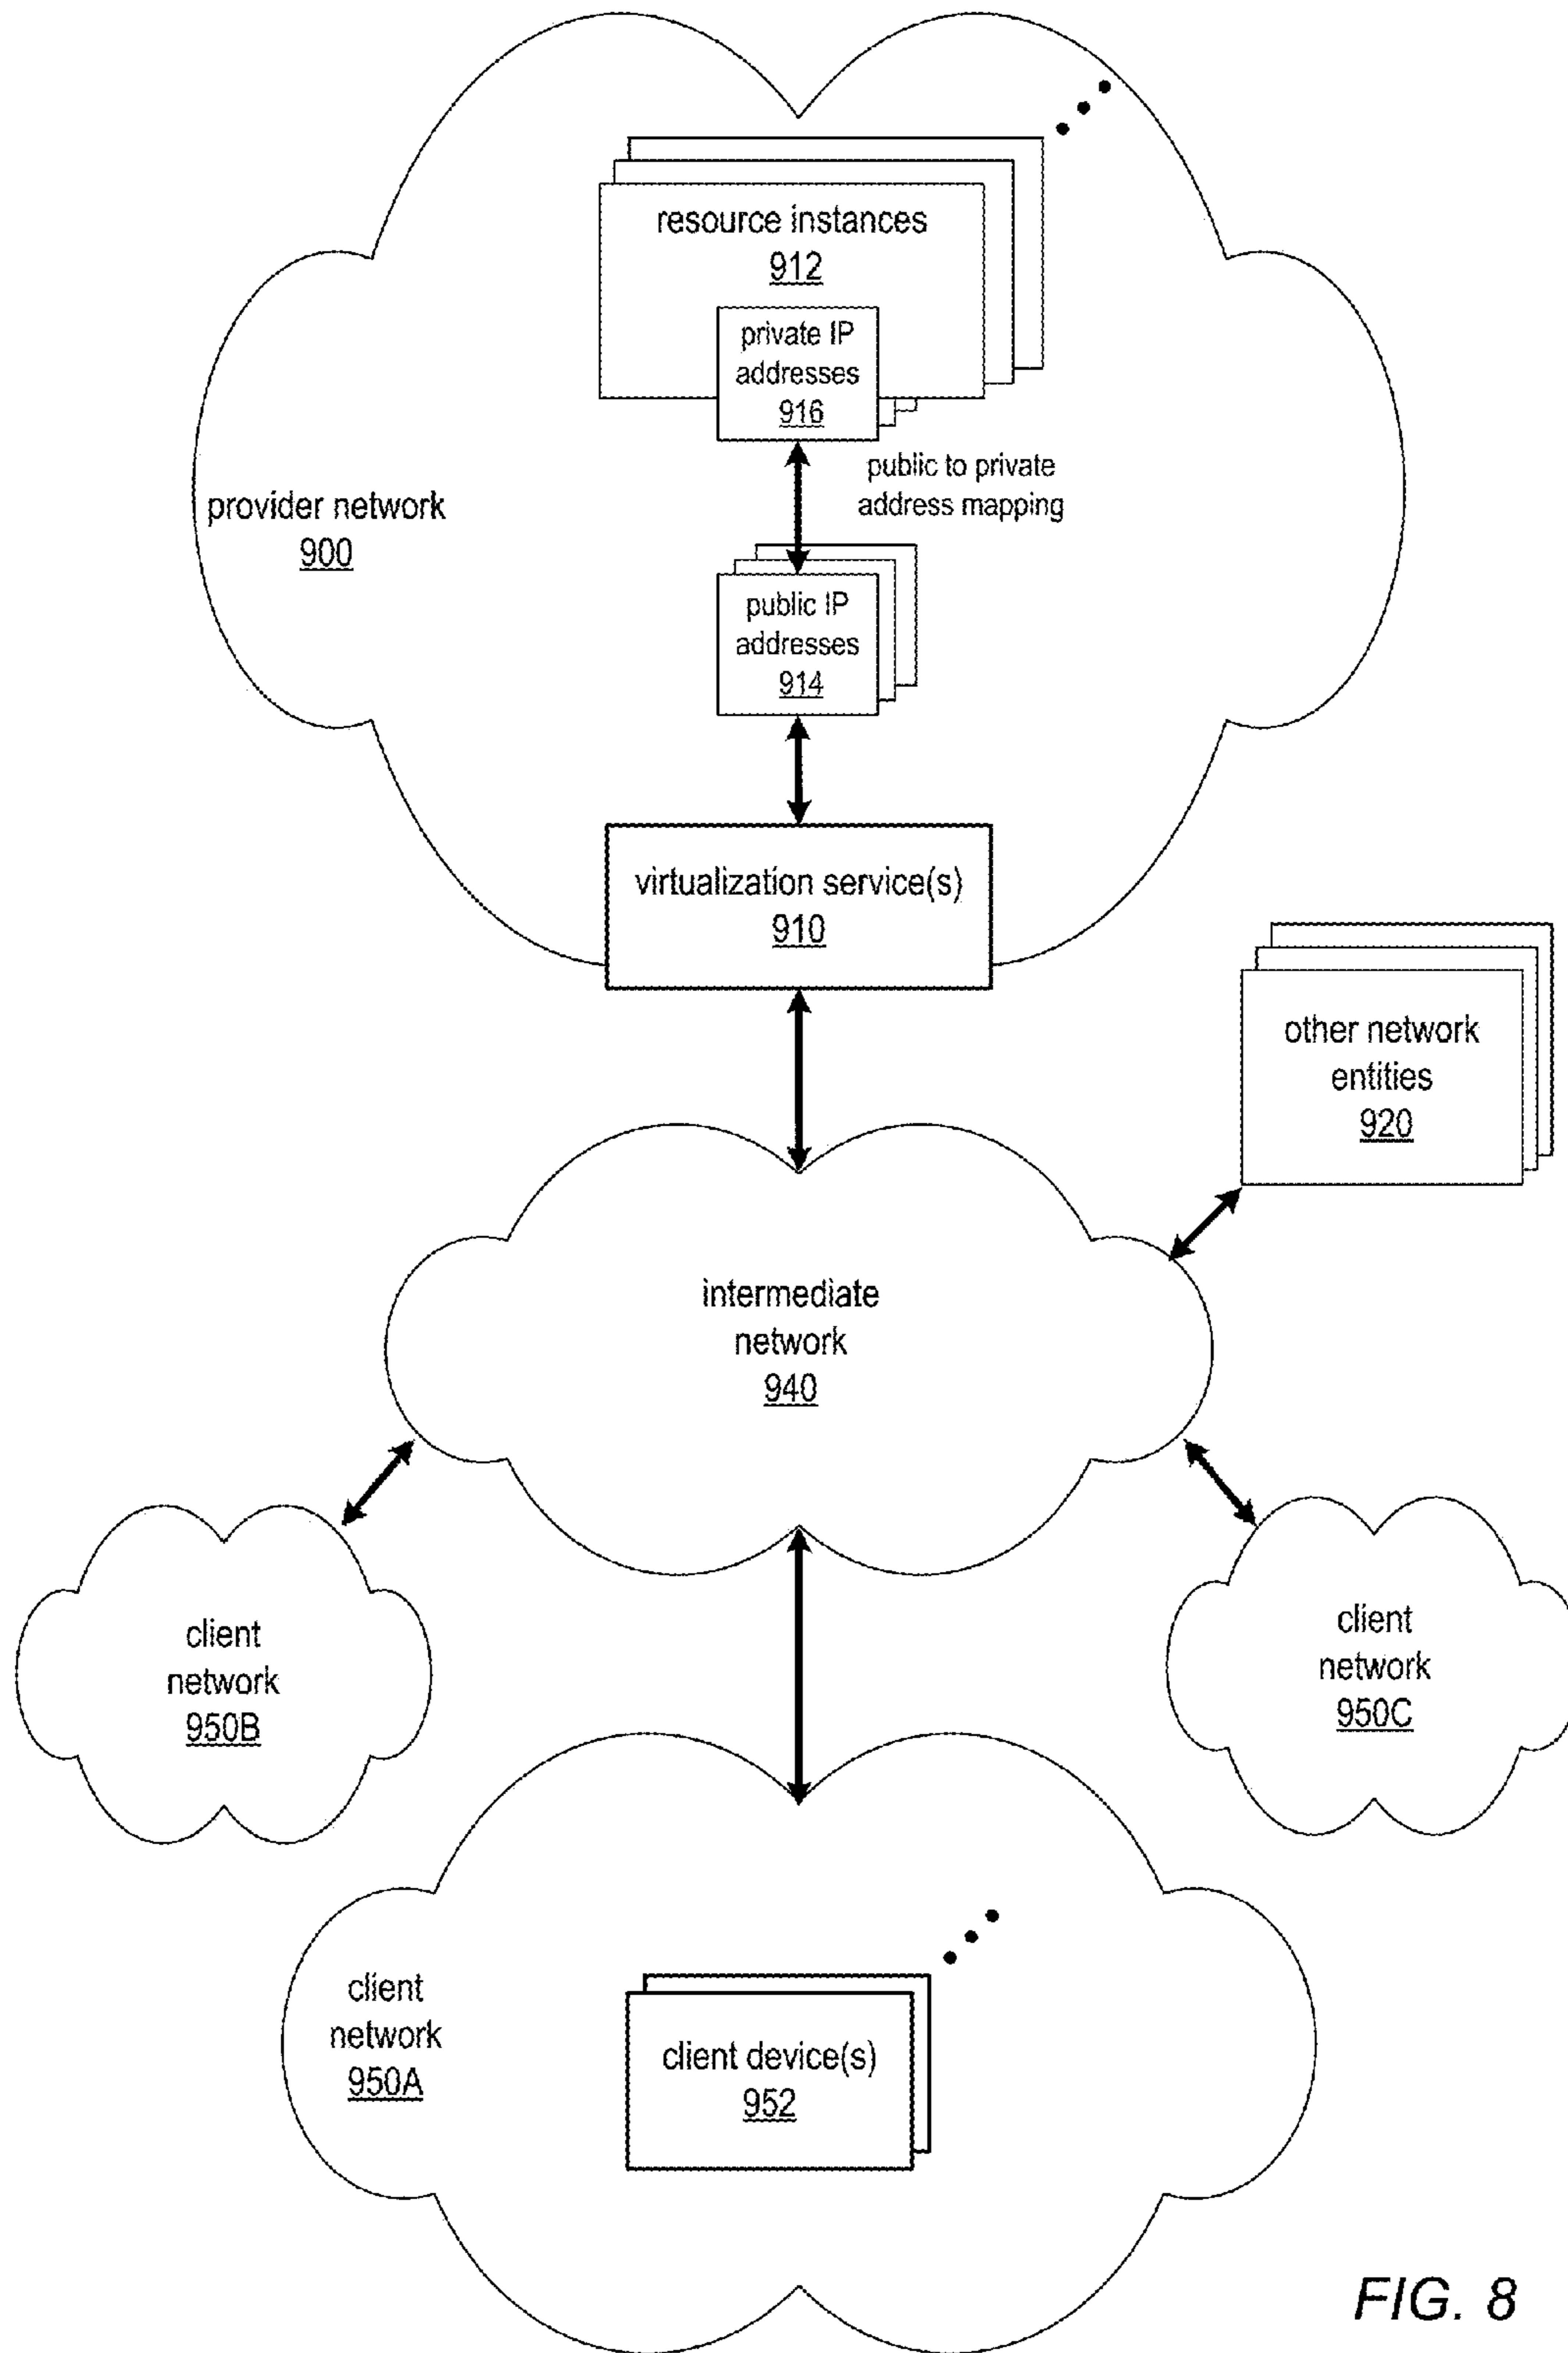 resource instances
912
private IP
addresses
916
public to private
address mapping
provider network
900
public IP
addresses
914
virtualization service(s)
910
other network
entities
920
intermediate
network
940
client
network
950B
client
network
950C
client
network
950A
client device(s)
952
FIG. 8